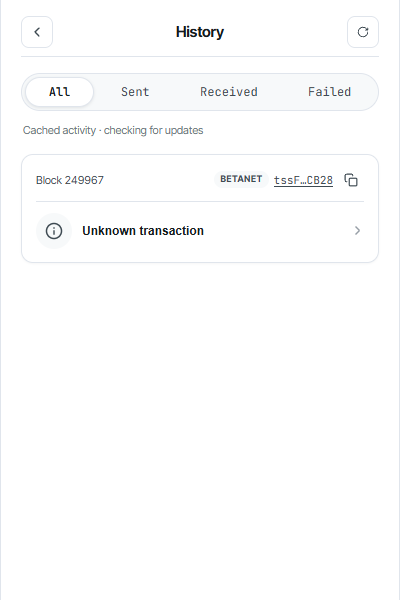 History
All Sent Received Failed
Cached activity · checking for updates
Block 249967 BETANET tssF…CB28
Unknown transaction